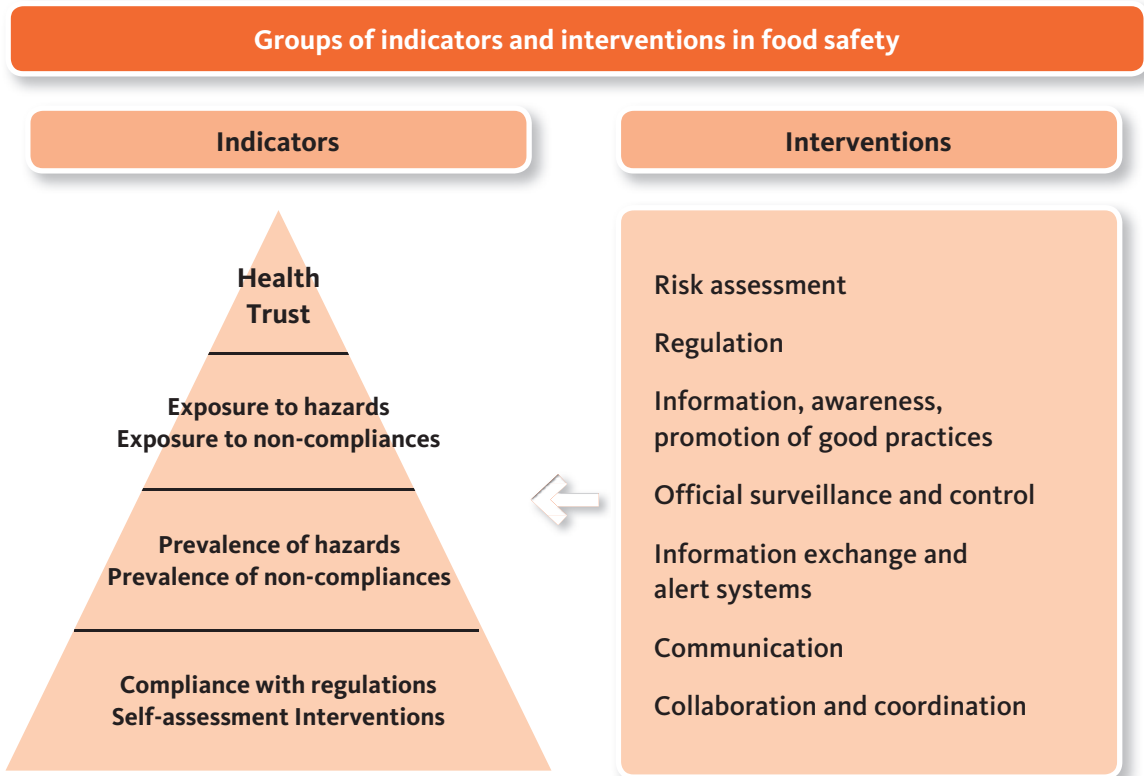 Groups of indicators and interventions in food safety
Indicators
Health
Trust
Exposure to hazards
Exposure to non-compliances
Prevalence of hazards
Prevalence of non-compliances
Compliance with regulations
Self-assessment Interventions
Interventions
Risk assessment
Regulation
Information, awareness,
promotion of good practices
Official surveillance and control
Information exchange and
alert systems
Communication
Collaboration and coordination